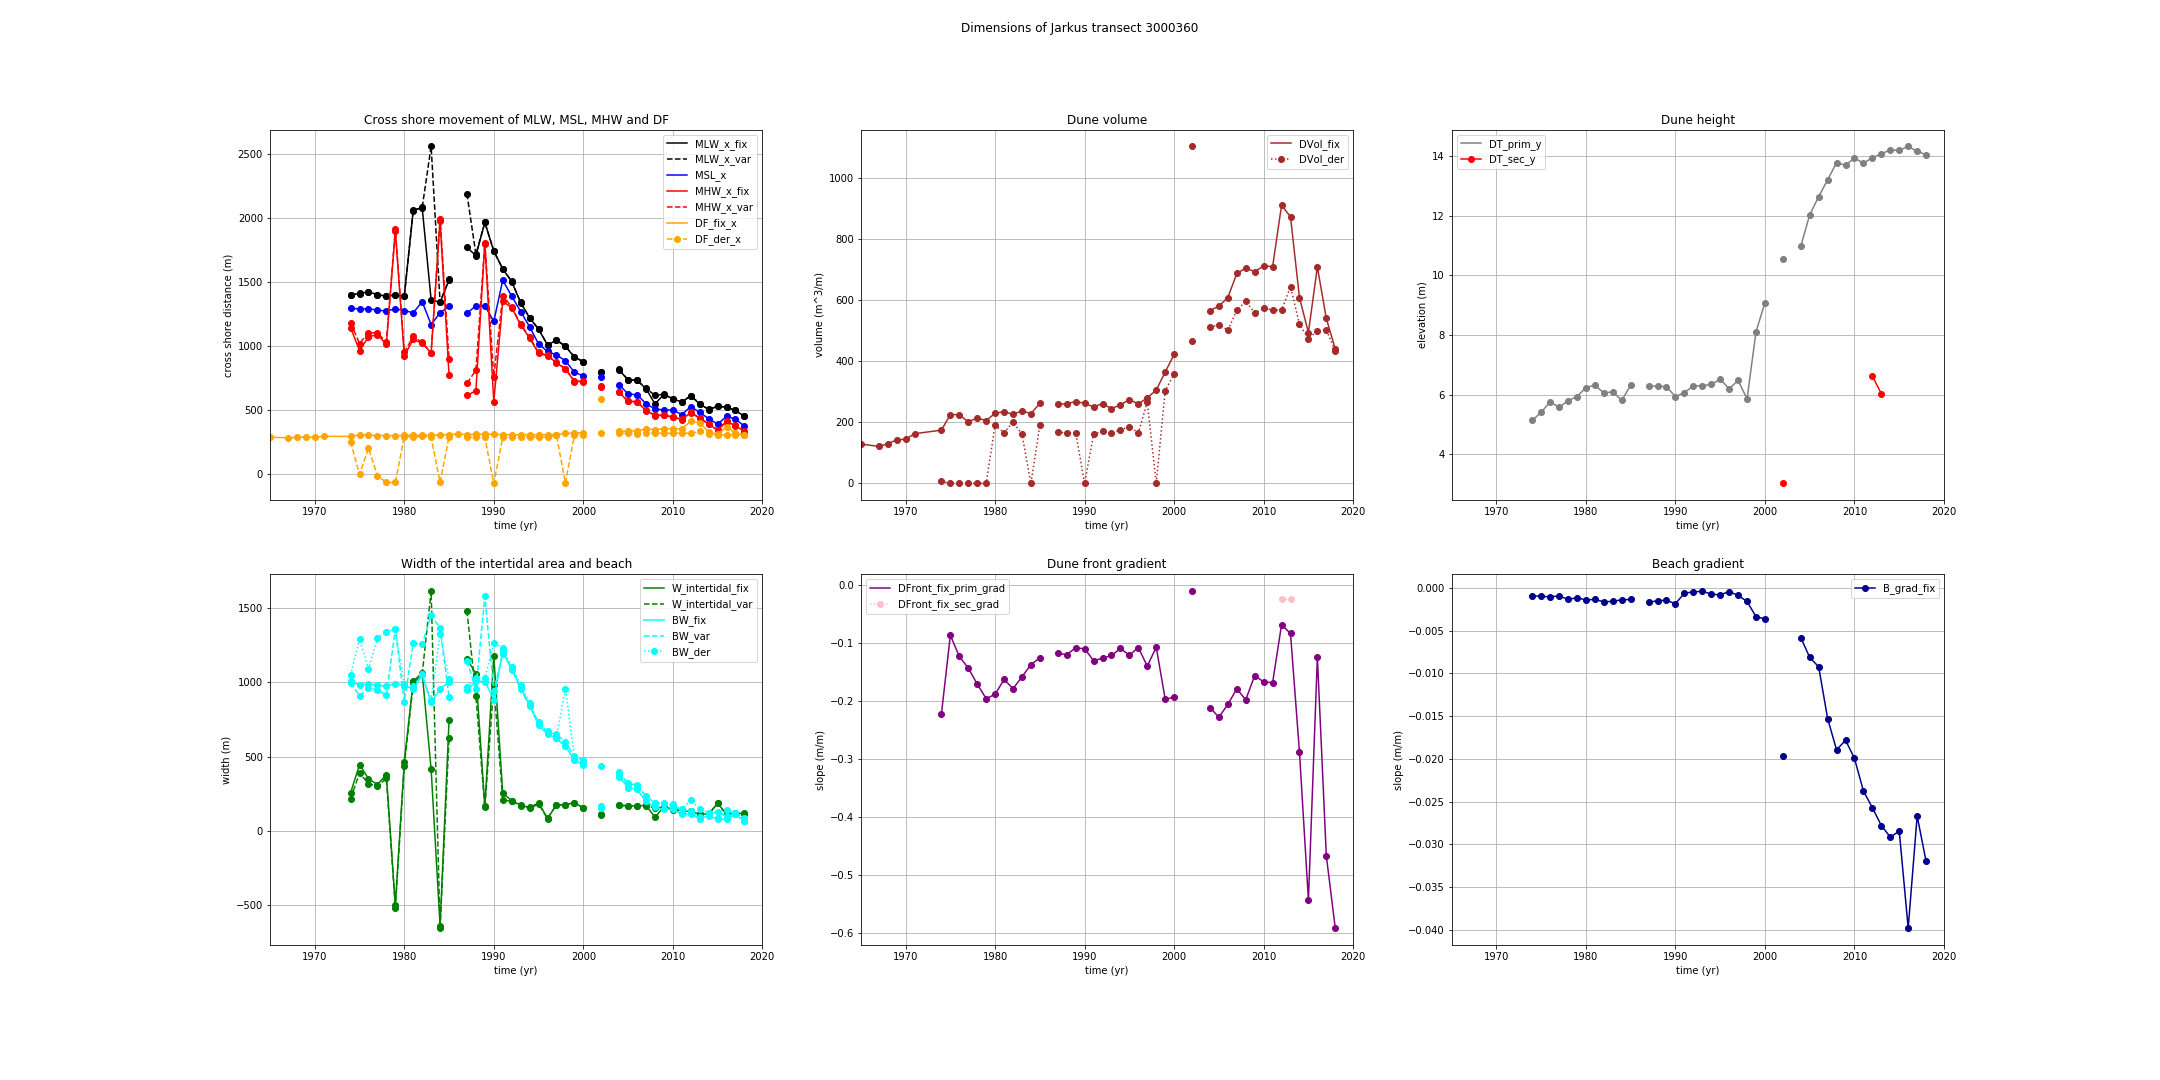 Dimensions of Jarkus transect 3000360
Cross shore movement of MLW, MSL, MHW and DF
cross shore distance (m)
2500
2000
1500
1000
500
0
MLW_x_fix
MLW_x_var
MSL_x
MHW_x_fix
MHW_x_var
DF_fix_x
DF_der_x
1970 1980 1990 2000 2010 2020
time (yr)
Dune volume
volume (m^3/m)
1000
800
600
400
200
0
DVol_fix
DVol_der
1970 1980 1990 2000 2010 2020
time (yr)
Dune height
elevation (m)
14
12
10
8
6
4
DT_prim_y
DT_sec_y
1970 1980 1990 2000 2010 2020
time (yr)
Width of the intertidal area and beach
width (m)
1500
1000
500
0
−500
W_intertidal_fix
W_intertidal_var
BW_fix
BW_var
BW_der
1970 1980 1990 2000 2010 2020
time (yr)
Dune front gradient
slope (m/m)
0.0
−0.1
−0.2
−0.3
−0.4
−0.5
−0.6
DFront_fix_prim_grad
DFront_fix_sec_grad
1970 1980 1990 2000 2010 2020
time (yr)
Beach gradient
slope (m/m)
0.000
−0.005
−0.010
−0.015
−0.020
−0.025
−0.030
−0.035
−0.040
B_grad_fix
1970 1980 1990 2000 2010 2020
time (yr)